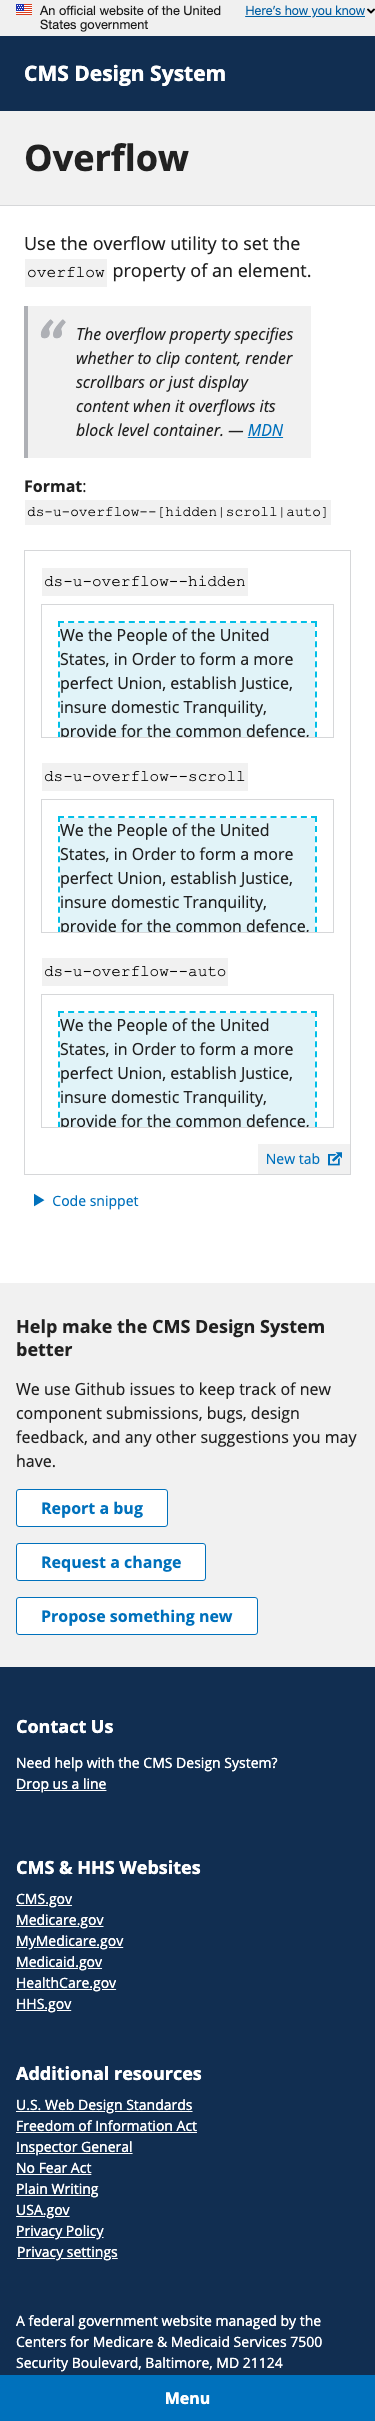 An official website of the United
States government
Here's how you know
CMS Design System
Overflow
Use the overflow utility to set the
overflow property of an element.
The overflow property specifies
whether to clip content, render
scrollbars or just display
content when it overflows its
block level container. — MDN
Format:
ds-u-overflow--[hidden|scroll|auto]
ds-u-overflow--hidden
We the People of the United
States, in Order to form a more
perfect Union, establish Justice,
insure domestic Tranquility,
provide for the common defence,
ds-u-overflow--scroll
We the People of the United
States, in Order to form a more
perfect Union, establish Justice,
insure domestic Tranquility,
provide for the common defence,
ds-u-overflow--auto
We the People of the United
States, in Order to form a more
perfect Union, establish Justice,
insure domestic Tranquility,
provide for the common defence,
New tab
Code snippet
Help make the CMS Design System
better
We use Github issues to keep track of new
component submissions, bugs, design
feedback, and any other suggestions you may
have.
Report a bug
Request a change
Propose something new
Contact Us
Need help with the CMS Design System?
Drop us a line
CMS & HHS Websites
CMS.gov
Medicare.gov
MyMedicare.gov
Medicaid.gov
HealthCare.gov
HHS.gov
Additional resources
U.S. Web Design Standards
Freedom of Information Act
Inspector General
No Fear Act
Plain Writing
USA.gov
Privacy Policy
Privacy settings
A federal government website managed by the
Centers for Medicare & Medicaid Services 7500
Security Boulevard, Baltimore, MD 21124
Menu